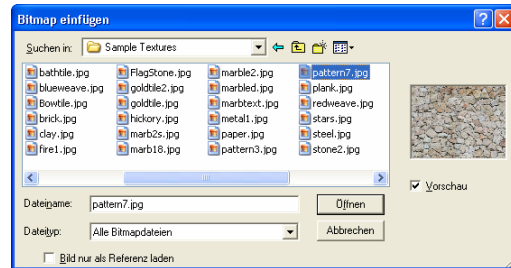 Bitmap einfügen
Suchen in: Sample Textures
bathtile.jpg FlagStone.jpg marble2.jpg pattern7.jpg
blueweave.jpg goldtile2.jpg marbled.jpg plank.jpg
Bowtile.jpg goldtile.jpg marbtext.jpg redweave.jpg
brick.jpg hickory.jpg metal1.jpg stars.jpg
clay.jpg marb2s.jpg paper.jpg steel.jpg
fire1.jpg marb18.jpg pattern3.jpg stone2.jpg
Vorschau
Dateiname: pattern7.jpg Öffnen
Dateityp: Alle Bitmapdateien Abbrechen
Bild nur als Referenz laden